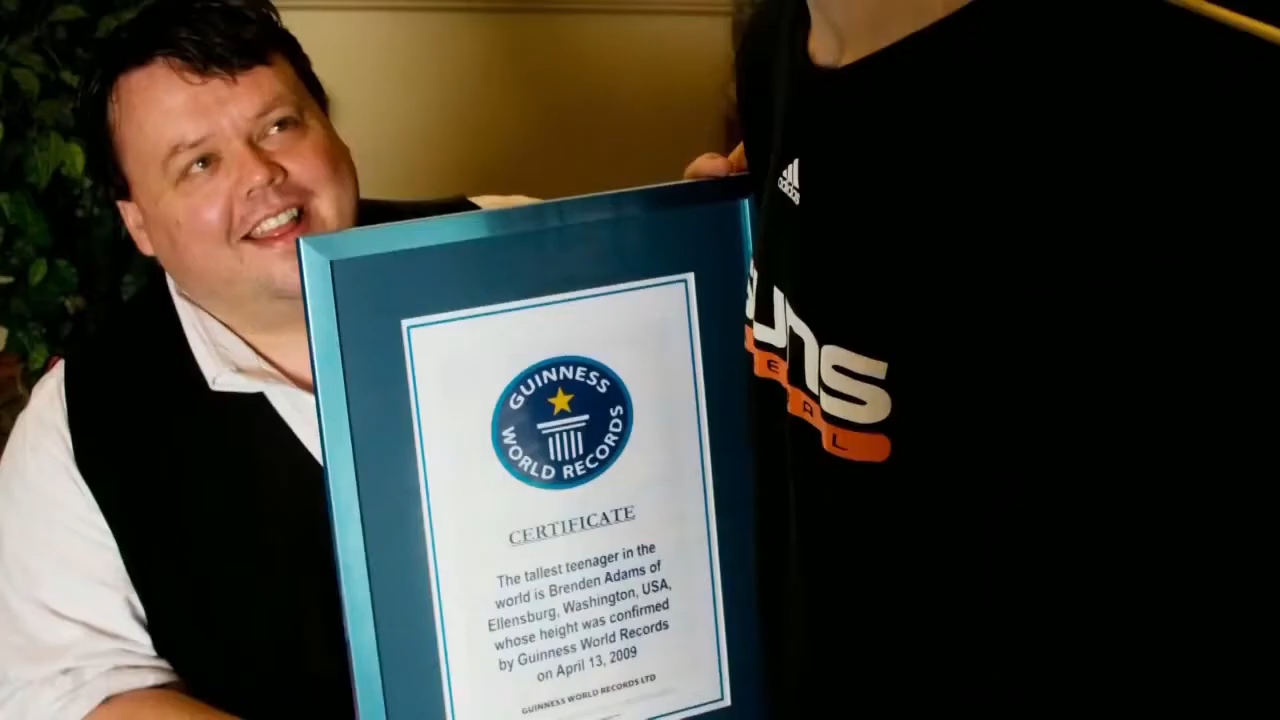 adidas
SUNS
GUINNESS
WORLD RECORDS
CERTIFICATE
The tallest teenager in the
world is Brenden Adams of
Ellensburg, Washington, USA,
whose height was confirmed
by Guinness World Records
on April 13, 2009
GUINNESS WORLD RECORDS LTD